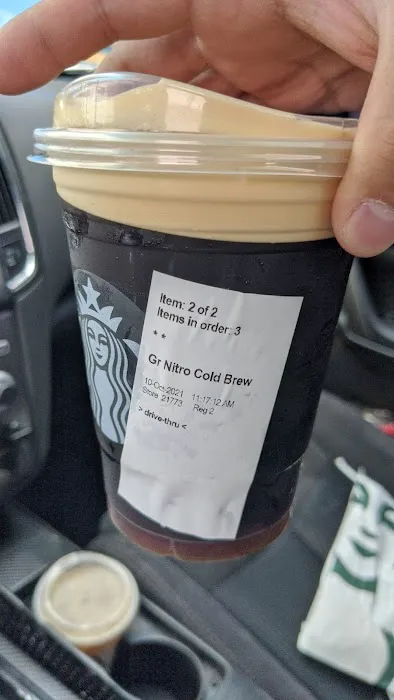 Item: 2 of 2
Items in order: 3
* *
Gr Nitro Cold Brew
10-Oct-2021 11:17:12 AM
Store 21773 Reg 2
> drive-thru <